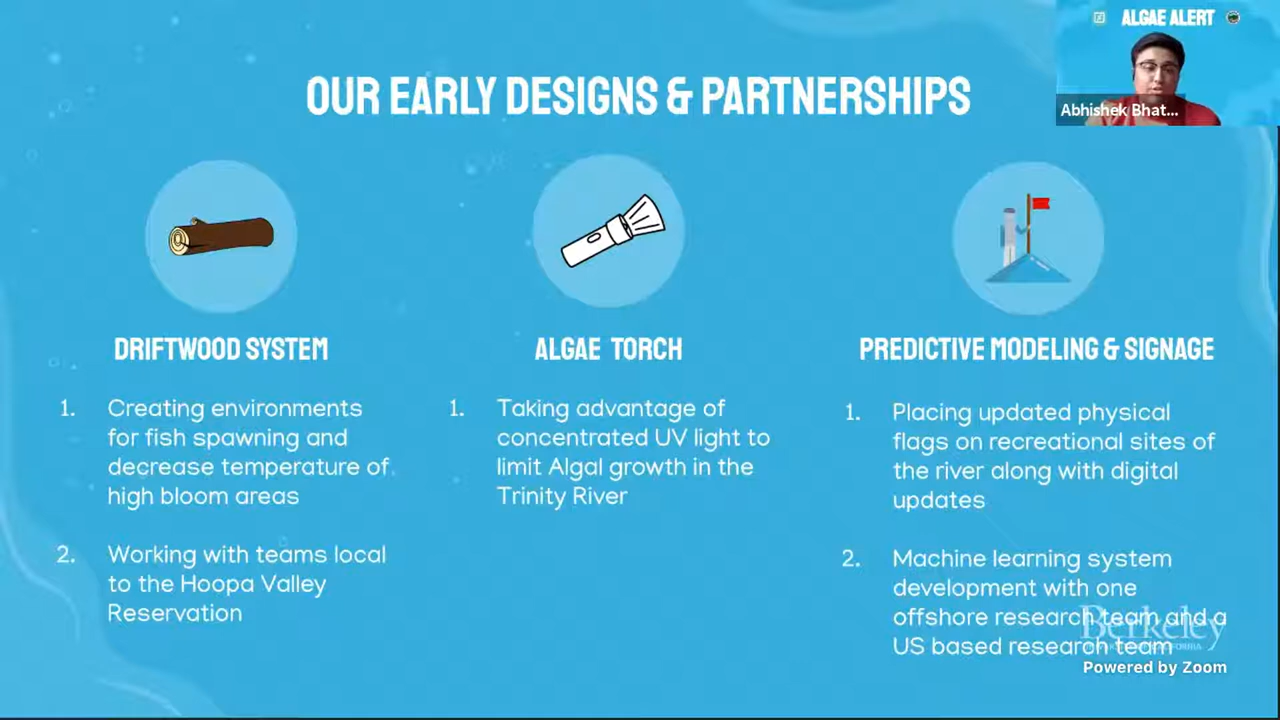 ALGAE ALERT
Abhishek Bhat...
OUR EARLY DESIGNS & PARTNERSHIPS
DRIFTWOOD SYSTEM
1. Creating environments
for fish spawning and
decrease temperature of
high bloom areas
2. Working with teams local
to the Hoopa Valley
Reservation
ALGAE TORCH
1. Taking advantage of
concentrated UV light to
limit Algal growth in the
Trinity River
PREDICTIVE MODELING & SIGNAGE
1. Placing updated physical
flags on recreational sites of
the river along with digital
updates
2. Machine learning system
development with one
offshore research team and a
US based research team
Berkeley
Powered by Zoom